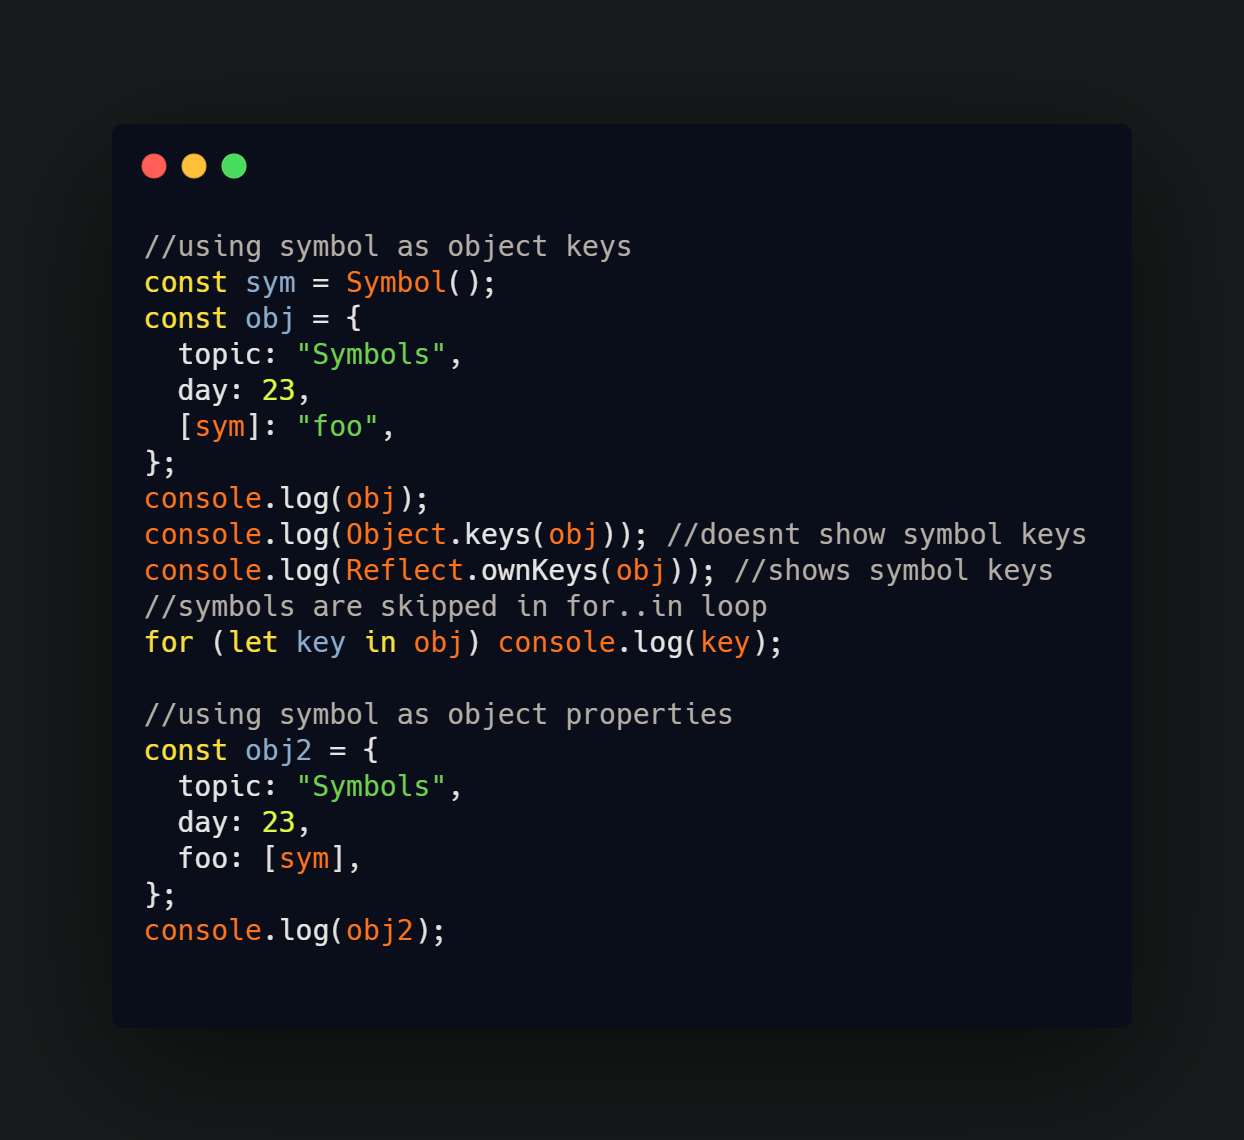 //using symbol as object keys
const sym = Symbol();
const obj = {
  topic: "Symbols",
  day: 23,
  [sym]: "foo",
};
console.log(obj);
console.log(Object.keys(obj)); //doesnt show symbol keys
console.log(Reflect.ownKeys(obj)); //shows symbol keys
//symbols are skipped in for..in loop
for (let key in obj) console.log(key);

//using symbol as object properties
const obj2 = {
  topic: "Symbols",
  day: 23,
  foo: [sym],
};
console.log(obj2);